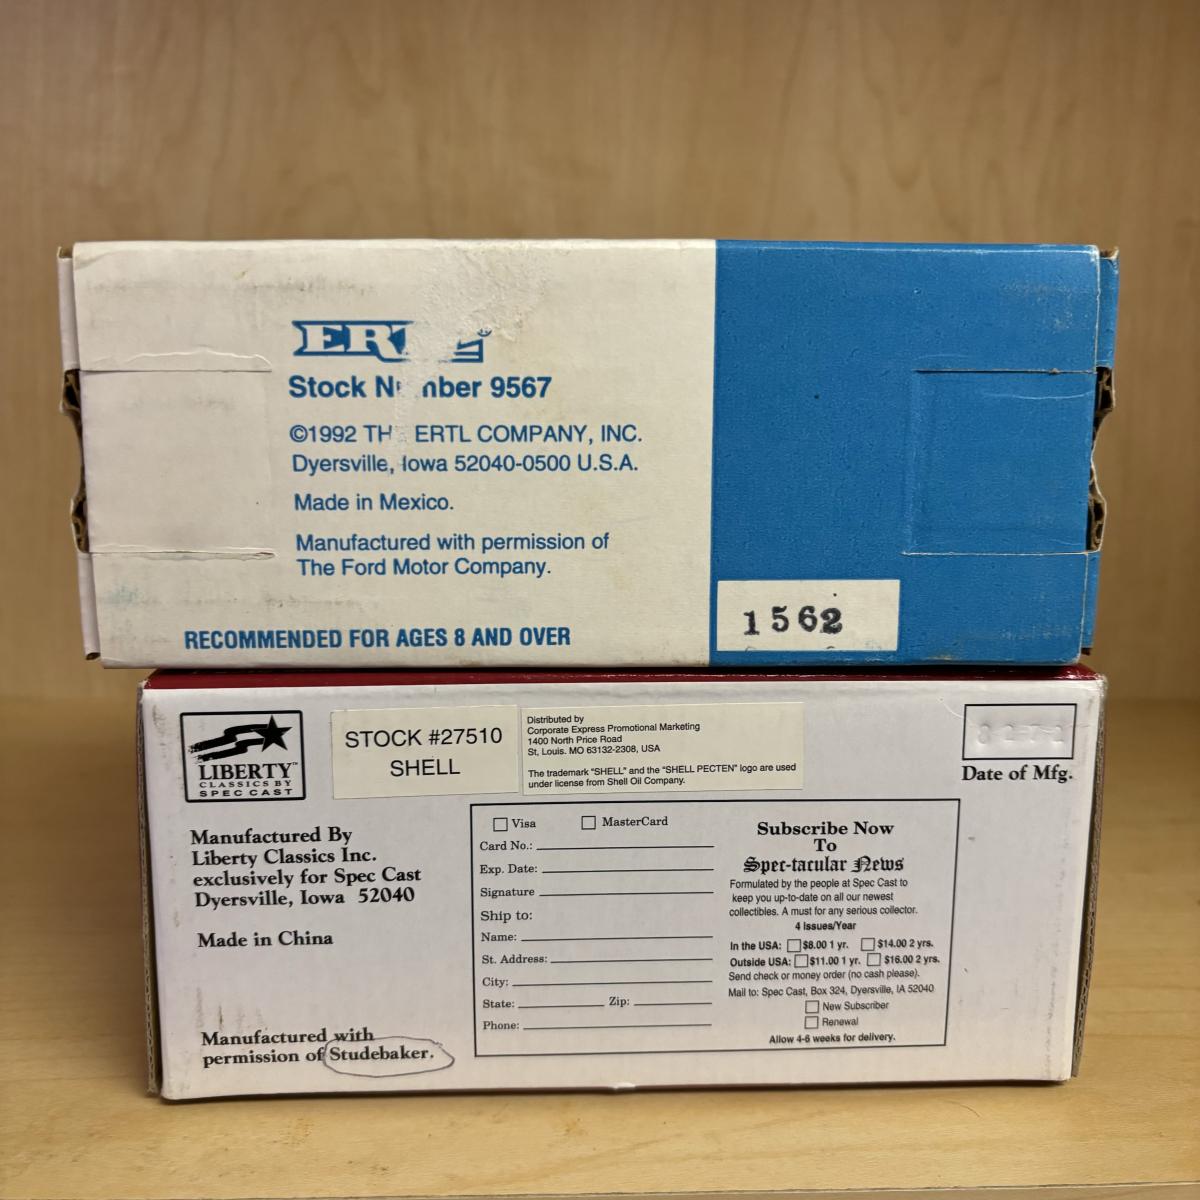 ERTL®
Stock Number 9567
©1992 THE ERTL COMPANY, INC.
Dyersville, Iowa 52040-0500 U.S.A.
Made in Mexico.
Manufactured with permission of
The Ford Motor Company.
RECOMMENDED FOR AGES 8 AND OVER
1562
LIBERTY™
CLASSICS BY
SPEC CAST
STOCK #27510
SHELL
Distributed by
Corporate Express Promotional Marketing
1400 North Price Road
St, Louis. MO 63132-2308, USA
The trademark "SHELL" and the "SHELL PECTEN" logo are used
under license from Shell Oil Company.
Date of Mfg.
Manufactured By
Liberty Classics Inc.
exclusively for Spec Cast
Dyersville, Iowa 52040
Made in China
Manufactured with
permission of Studebaker.
Visa MasterCard
Card No.:
Exp. Date:
Signature
Ship to:
Name:
St. Address:
City:
State: Zip:
Phone:
Subscribe Now
To
Spec-tacular News
Formulated by the people at Spec Cast to
keep you up-to-date on all our newest
collectibles. A must for any serious collector.
4 Issues/Year
In the USA: $8.00 1 yr. $14.00 2 yrs.
Outside USA: $11.00 1 yr. $16.00 2 yrs.
Send check or money order (no cash please).
Mail to: Spec Cast, Box 324, Dyersville, IA 52040
New Subscriber
Renewal
Allow 4-6 weeks for delivery.